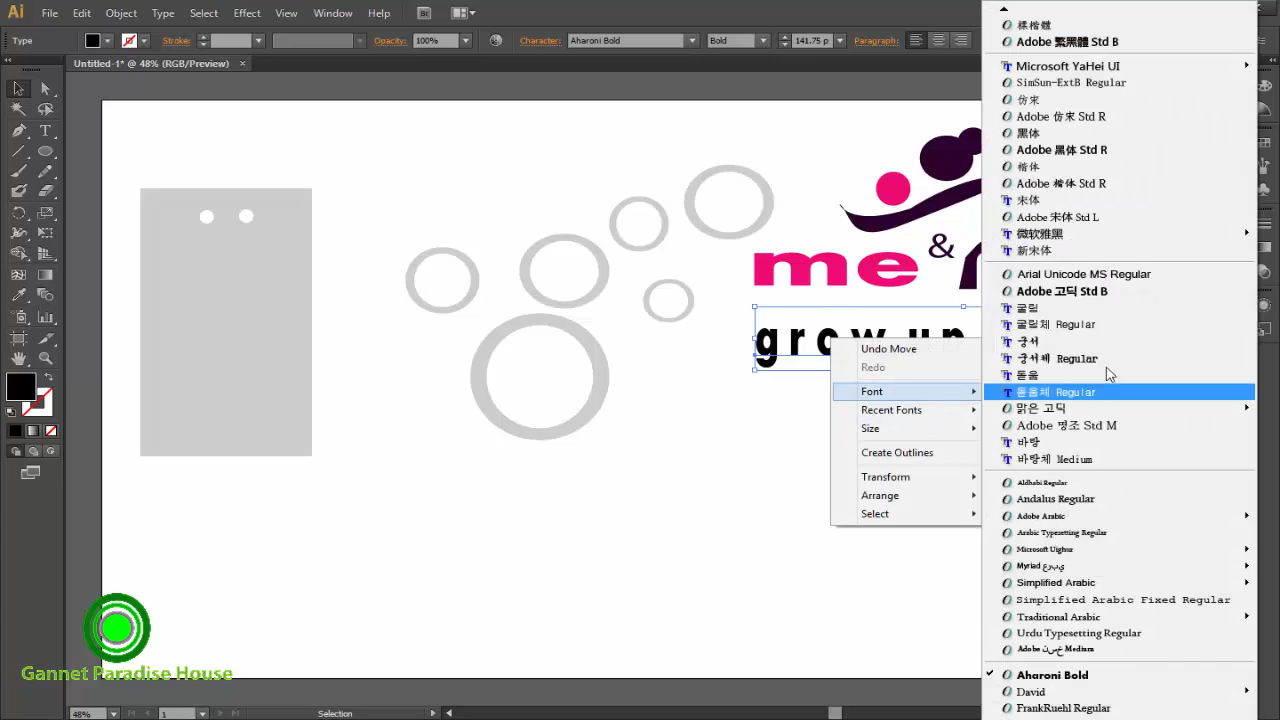 Ai File Edit Object Type Select Effect View Window Help Br
Type Stroke: Opacity: 100% Character: Aharoni Bold Bold 141.75 p Paragraph:
Untitled-1* @ 48% (RGB/Preview) ×
me &
grow up
Undo Move
Redo
Font
Recent Fonts
Size
Create Outlines
Transform
Arrange
Select
Adobe 繁黑體 Std B
Microsoft YaHei UI
SimSun-ExtB Regular
仿宋
Adobe 仿宋 Std R
黑体
Adobe 黑体 Std R
楷体
Adobe 楷体 Std R
宋体
Adobe 宋体 Std L
微软雅黑
新宋体
Arial Unicode MS Regular
Adobe 고딕 Std B
굴림
굴림체 Regular
궁서
궁서체 Regular
돋움
돋움체 Regular
맑은 고딕
Adobe 명조 Std M
바탕
바탕체 Medium
Aldhabi Regular
Andalus Regular
Adobe Arabic
Arabic Typesetting Regular
Microsoft Uighur
Myriad عربي
Simplified Arabic
Simplified Arabic Fixed Regular
Traditional Arabic
Urdu Typesetting Regular
Adobe نسخ Medium
Aharoni Bold
David
FrankRuehl Regular
Gannet Paradise House
48% 1 Selection